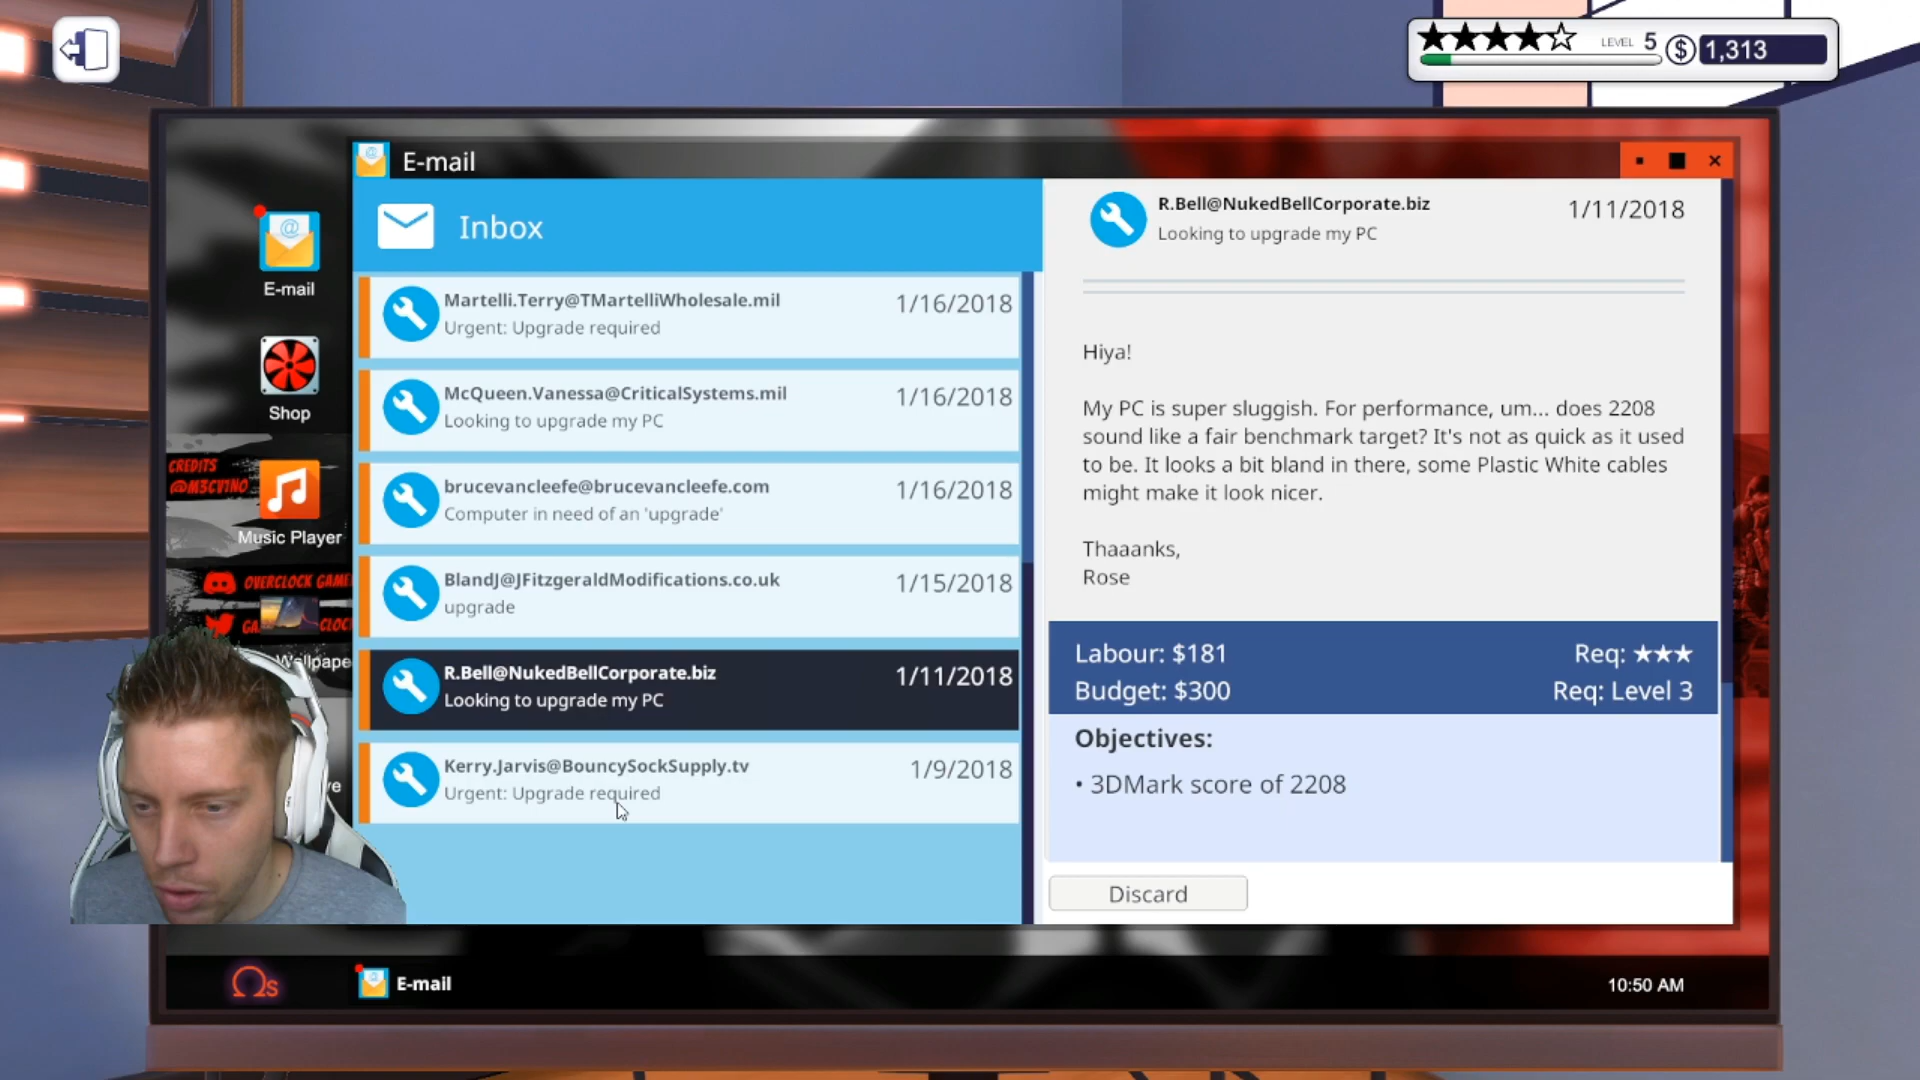 LEVEL 5
1,313
E-mail
Inbox
Martelli.Terry@TMartelliWholesale.mil 1/16/2018
Urgent: Upgrade required
McQueen.Vanessa@CriticalSystems.mil 1/16/2018
Looking to upgrade my PC
brucevancleefe@brucevancleefe.com 1/16/2018
Computer in need of an 'upgrade'
BlandJ@JFitzgeraldModifications.co.uk 1/15/2018
upgrade
R.Bell@NukedBellCorporate.biz 1/11/2018
Looking to upgrade my PC
Kerry.Jarvis@BouncySockSupply.tv 1/9/2018
Urgent: Upgrade required
R.Bell@NukedBellCorporate.biz 1/11/2018
Looking to upgrade my PC
Hiya!
My PC is super sluggish. For performance, um... does 2208
sound like a fair benchmark target? It's not as quick as it used
to be. It looks a bit bland in there, some Plastic White cables
might make it look nicer.
Thaaanks,
Rose
Labour: $181 Req: ★★★
Budget: $300 Req: Level 3
Objectives:
• 3DMark score of 2208
Discard
E-mail
Shop
CREDITS
@M3CV1NO
Music Player
OVERCLOCK GAME
E-mail
10:50 AM